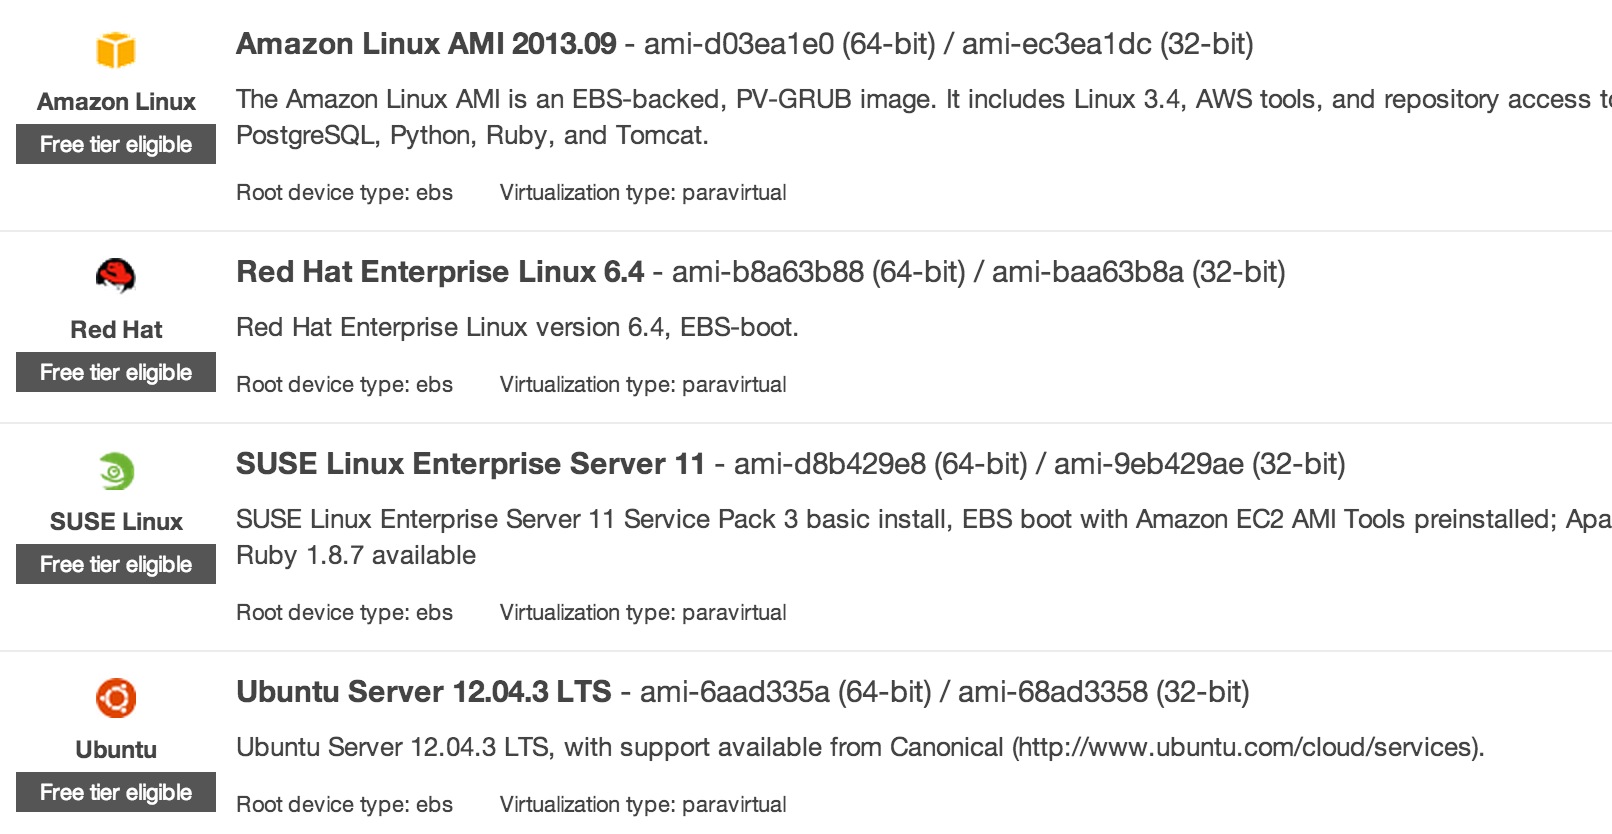 Amazon Linux AMI 2013.09 - ami-d03ea1e0 (64-bit) / ami-ec3ea1dc (32-bit)
Amazon Linux
Free tier eligible
The Amazon Linux AMI is an EBS-backed, PV-GRUB image. It includes Linux 3.4, AWS tools, and repository access
PostgreSQL, Python, Ruby, and Tomcat.
Root device type: ebs Virtualization type: paravirtual
Red Hat Enterprise Linux 6.4 - ami-b8a63b88 (64-bit) / ami-baa63b8a (32-bit)
Red Hat
Free tier eligible
Red Hat Enterprise Linux version 6.4, EBS-boot.
Root device type: ebs Virtualization type: paravirtual
SUSE Linux Enterprise Server 11 - ami-d8b429e8 (64-bit) / ami-9eb429ae (32-bit)
SUSE Linux
Free tier eligible
SUSE Linux Enterprise Server 11 Service Pack 3 basic install, EBS boot with Amazon EC2 AMI Tools preinstalled; Apa
Ruby 1.8.7 available
Root device type: ebs Virtualization type: paravirtual
Ubuntu Server 12.04.3 LTS - ami-6aad335a (64-bit) / ami-68ad3358 (32-bit)
Ubuntu
Free tier eligible
Ubuntu Server 12.04.3 LTS, with support available from Canonical (http://www.ubuntu.com/cloud/services).
Root device type: ebs Virtualization type: paravirtual